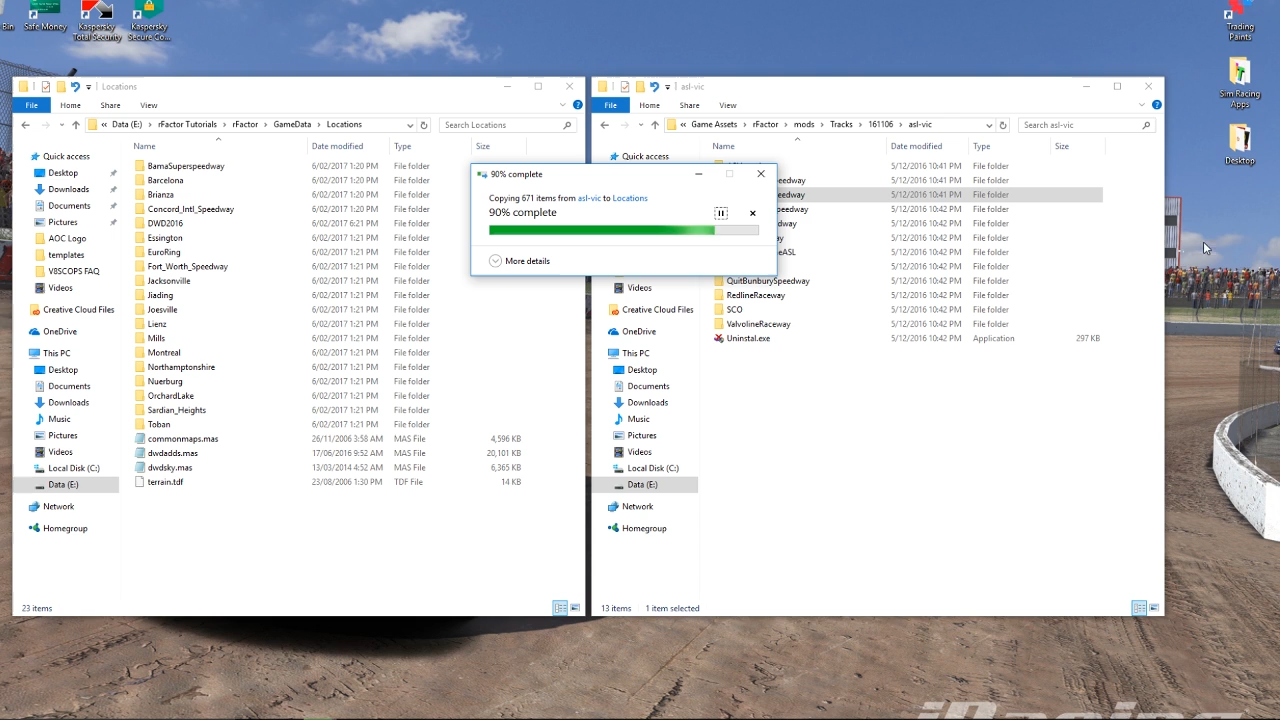 Bin
Safe Money
Kaspersky
Total Security
Kaspersky
Secure Co...
Trading
Paints
Sim Racing
Apps
Desktop
Locations
File Home Share View
« Data (E:) › rFactor Tutorials › rFactor › GameData › Locations
Search Locations
Name Date modified Type Size
Quick access
Desktop
Downloads
Documents
Pictures
AOC Logo
templates
V8SCOPS FAQ
Videos
Creative Cloud Files
OneDrive
This PC
Desktop
Documents
Downloads
Music
Pictures
Videos
Local Disk (C:)
Data (E:)
Network
Homegroup
BamaSuperspeedway 6/02/2017 1:20 PM File folder
Barcelona 6/02/2017 1:20 PM File folder
Brianza 6/02/2017 1:20 PM File folder
Concord_Intl_Speedway 6/02/2017 1:20 PM File folder
DWD2016 6/02/2017 6:21 PM File folder
Essington 6/02/2017 1:20 PM File folder
EuroRing 6/02/2017 1:20 PM File folder
Fort_Worth_Speedway 6/02/2017 1:20 PM File folder
Jacksonville 6/02/2017 1:20 PM File folder
Jiading 6/02/2017 1:21 PM File folder
Joesville 6/02/2017 1:21 PM File folder
Lienz 6/02/2017 1:21 PM File folder
Mills 6/02/2017 1:21 PM File folder
Montreal 6/02/2017 1:21 PM File folder
Northamptonshire 6/02/2017 1:21 PM File folder
Nuerburg 6/02/2017 1:21 PM File folder
OrchardLake 6/02/2017 1:21 PM File folder
Sardian_Heights 6/02/2017 1:21 PM File folder
Toban 6/02/2017 1:21 PM File folder
commonmaps.mas 26/11/2006 3:58 AM MAS File 4,596 KB
dwdadds.mas 17/06/2016 9:52 AM MAS File 20,101 KB
dwdsky.mas 13/03/2014 4:52 AM MAS File 6,365 KB
terrain.tdf 23/08/2006 1:30 PM TDF File 14 KB
23 items
90% complete
Copying 671 items from asl-vic to Locations
90% complete
More details
asl-vic
File Home Share View
« Game Assets › rFactor › mods › Tracks › 161106 › asl-vic
Search asl-vic
Name Date modified Type Size
Quick access
Videos
Creative Cloud Files
OneDrive
This PC
Desktop
Documents
Downloads
Music
Pictures
Videos
Local Disk (C:)
Data (E:)
Network
Homegroup
5/12/2016 10:41 PM File folder
eedway 5/12/2016 10:41 PM File folder
eedway 5/12/2016 10:41 PM File folder
eedway 5/12/2016 10:42 PM File folder
way 5/12/2016 10:42 PM File folder
ay 5/12/2016 10:42 PM File folder
eASL 5/12/2016 10:42 PM File folder
5/12/2016 10:42 PM File folder
QuitBunburySpeedway 5/12/2016 10:42 PM File folder
RedlineRaceway 5/12/2016 10:42 PM File folder
SCO 5/12/2016 10:42 PM File folder
ValvolineRaceway 5/12/2016 10:42 PM File folder
Uninstal.exe 5/12/2016 10:42 PM Application 297 KB
13 items 1 item selected
iRacing